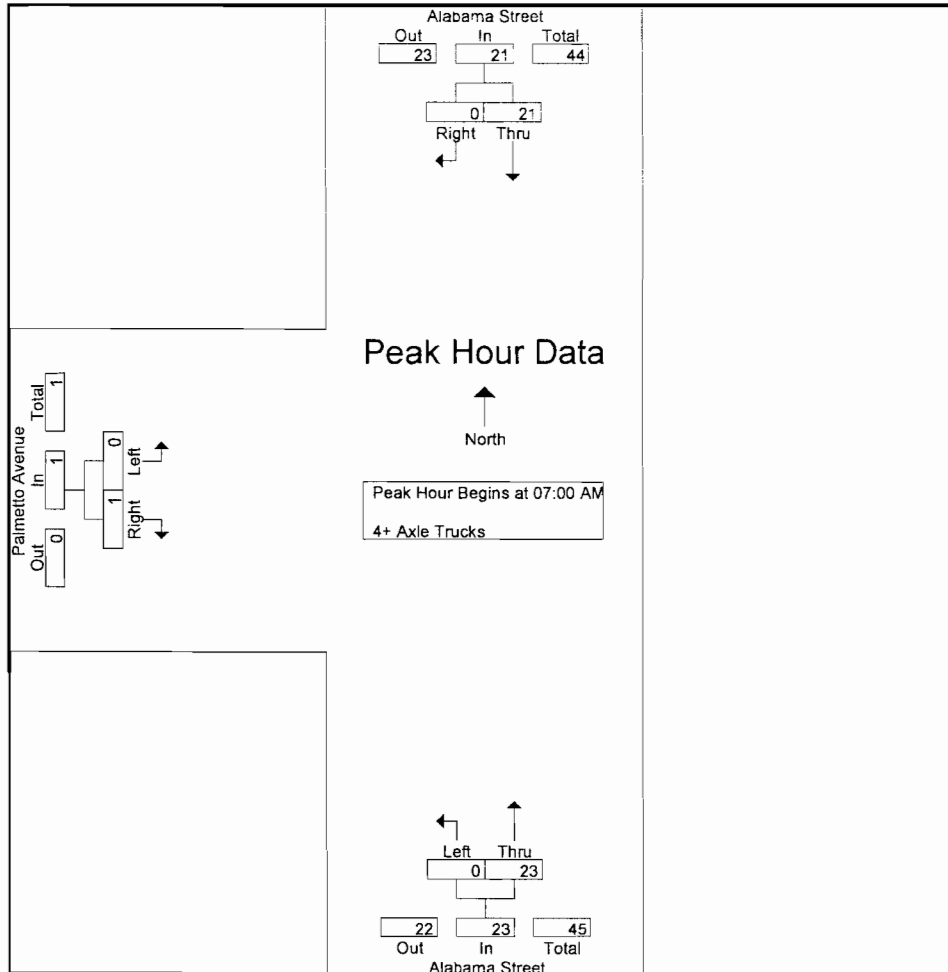 Alabama Street
Out In Total
23 21 44
0 21
Right Thru
Peak Hour Data
North
Peak Hour Begins at 07:00 AM
4+ Axle Trucks
Palmetto Avenue
Out In Total
0 1 1
1 0
Right Left
Left Thru
0 23
22 23 45
Out In Total
Alabama Street